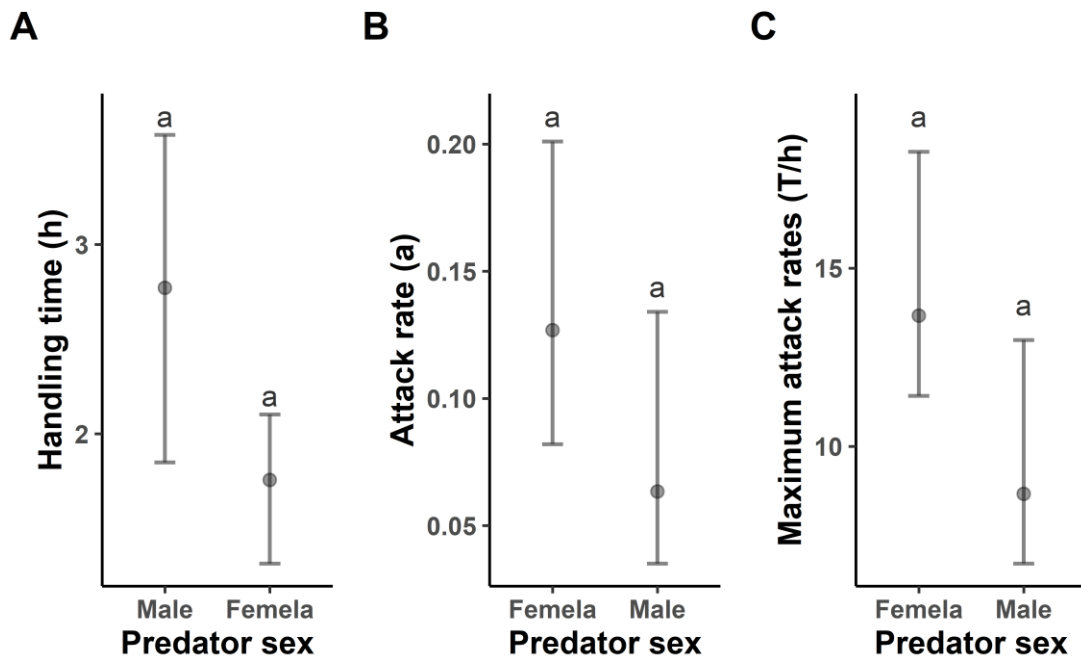 A
Handling time (h)
3
2
a
a
Male Femela
Predator sex
B
Attack rate (a)
0.20
0.15
0.10
0.05
a
a
Femela Male
Predator sex
C
Maximum attack rates (T/h)
15
10
a
a
Femela Male
Predator sex